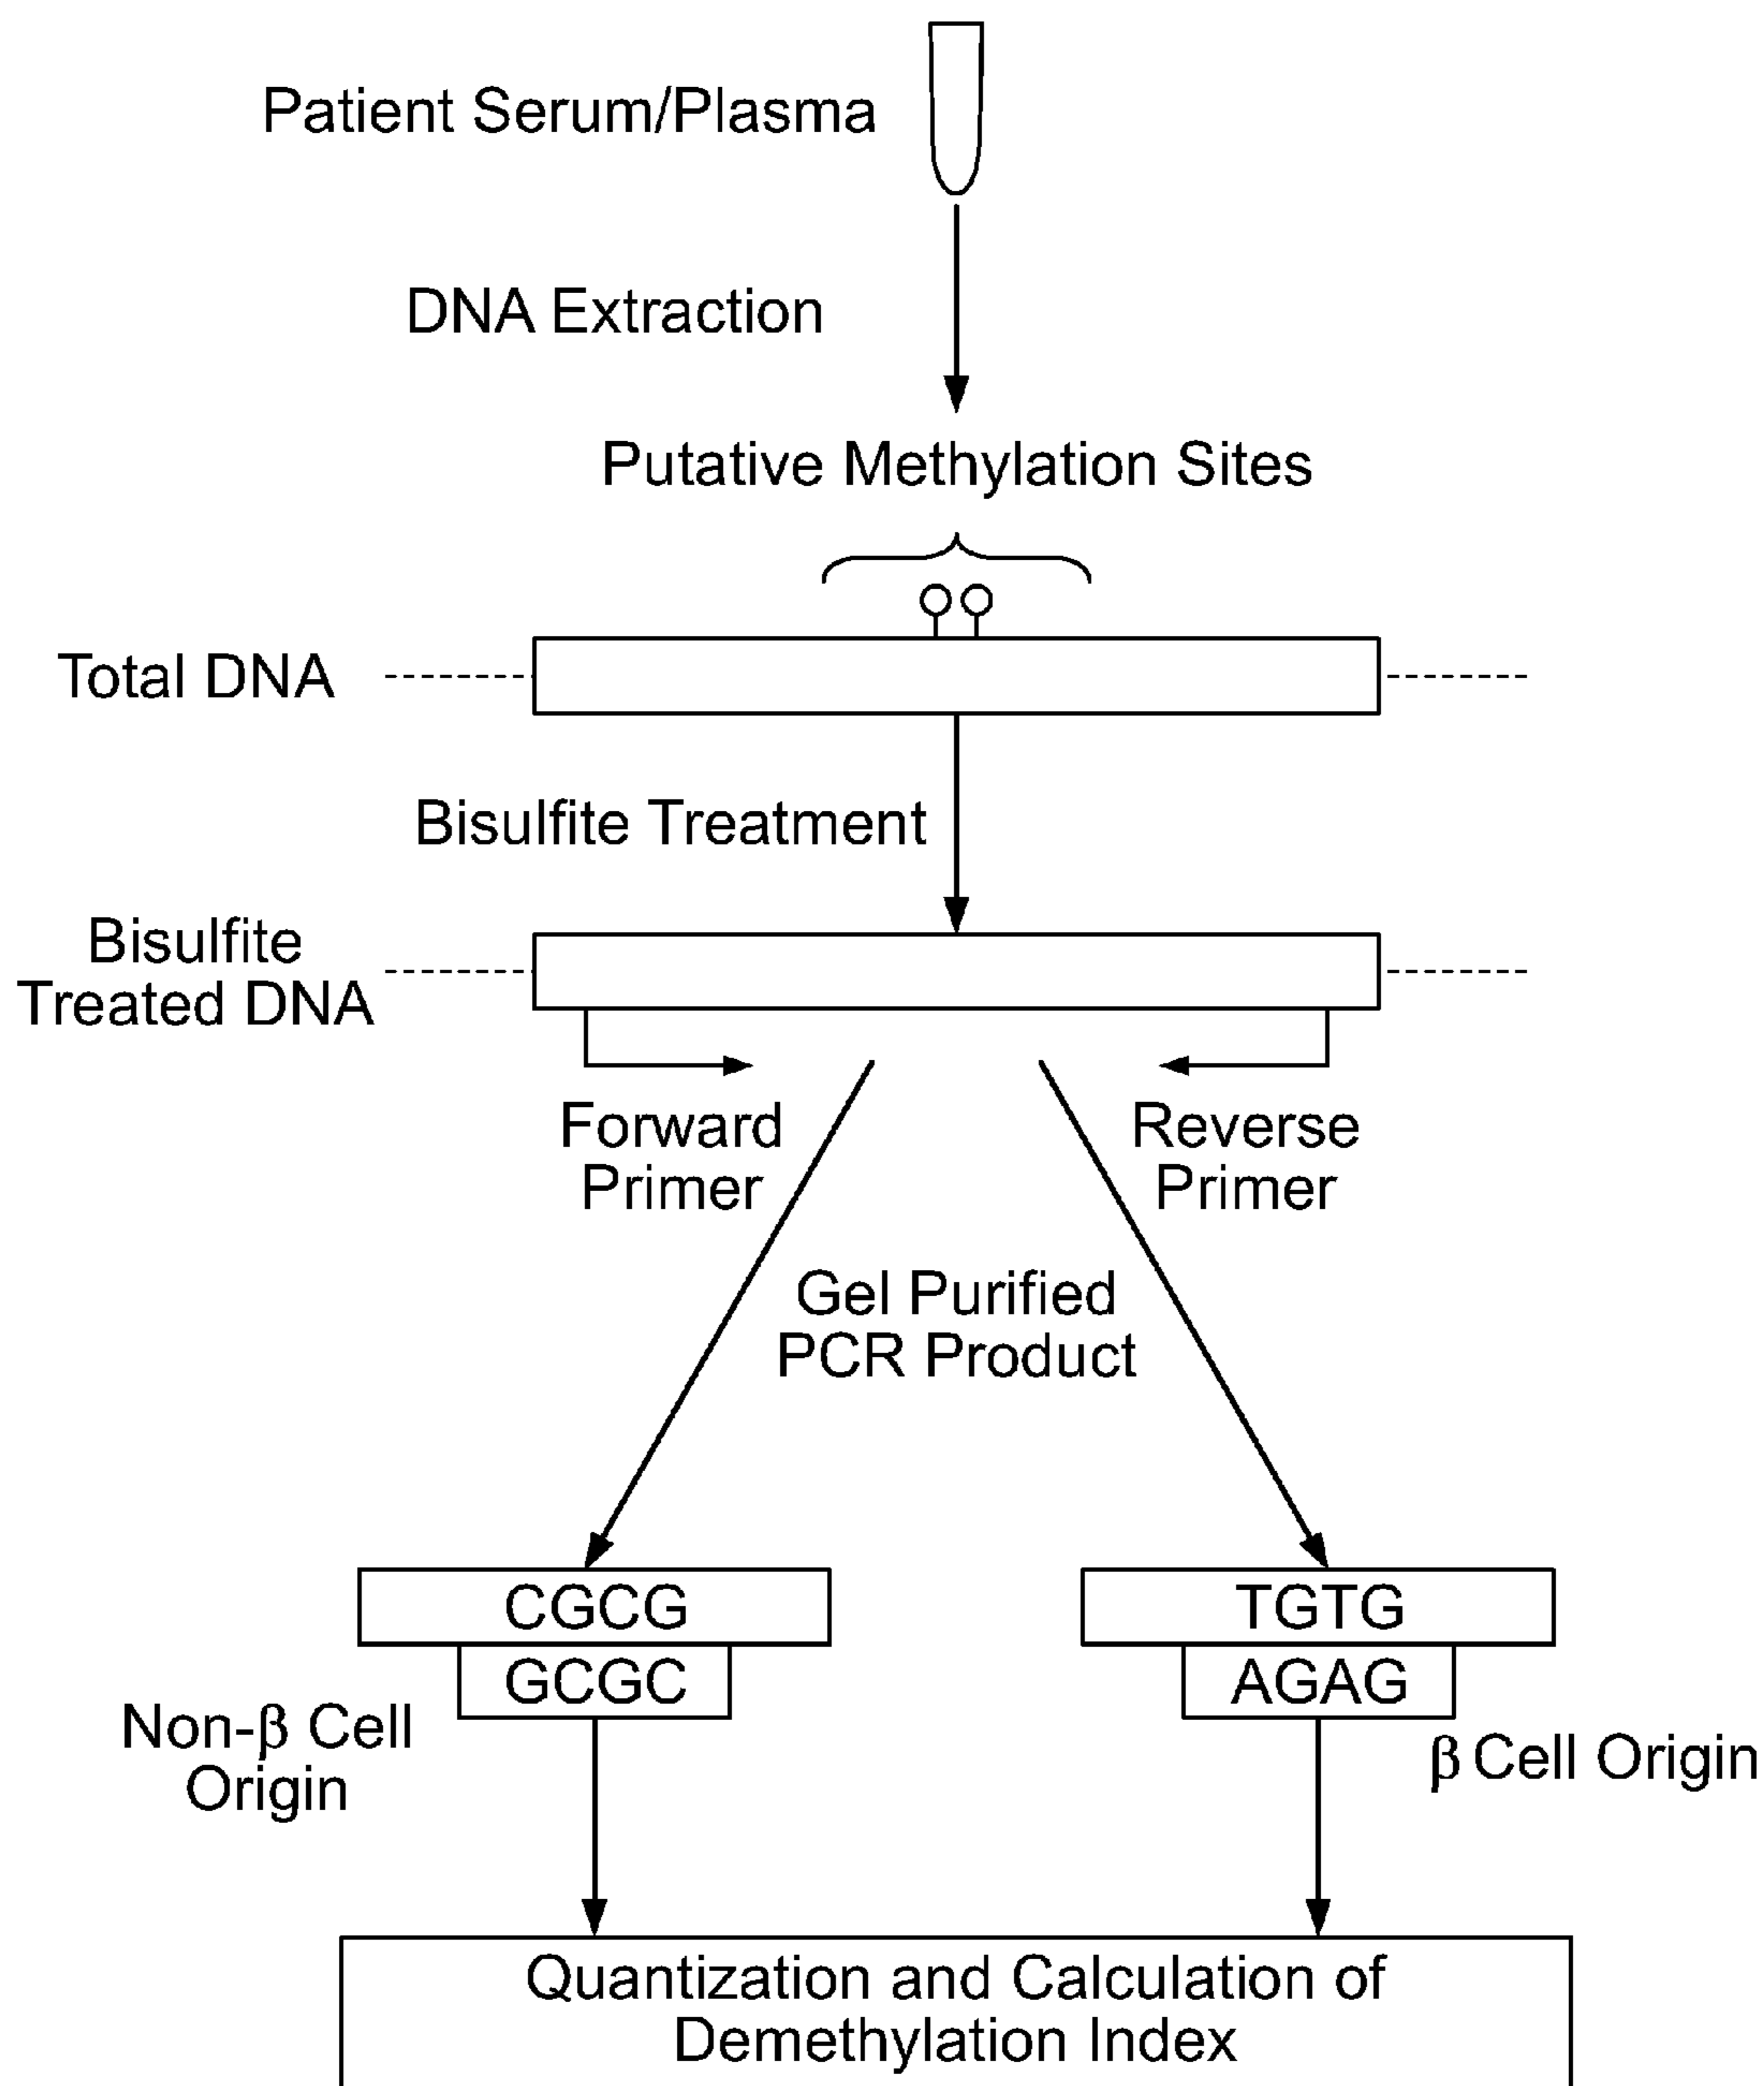 Patient Serum/Plasma
DNA Extraction
Putative Methylation Sites
Total DNA
Bisulfite Treatment
Bisulfite
Treated DNA
Forward
Primer
Reverse
Primer
Gel Purified
PCR Product
CGCG
GCGC
Non-β Cell
Origin
TGTG
AGAG
β Cell Origin
Quantization and Calculation of
Demethylation Index